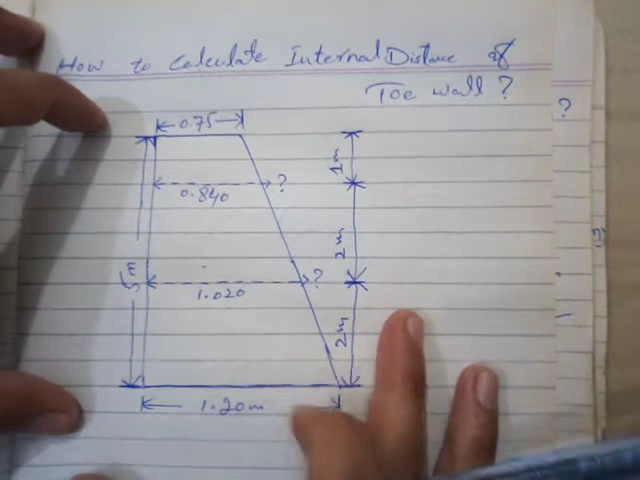 How to Calculate Internal Distance of
Toe wall ?
?
0.75
1m
0.840
?
2m
5m
1.020
?
2m
1.20m